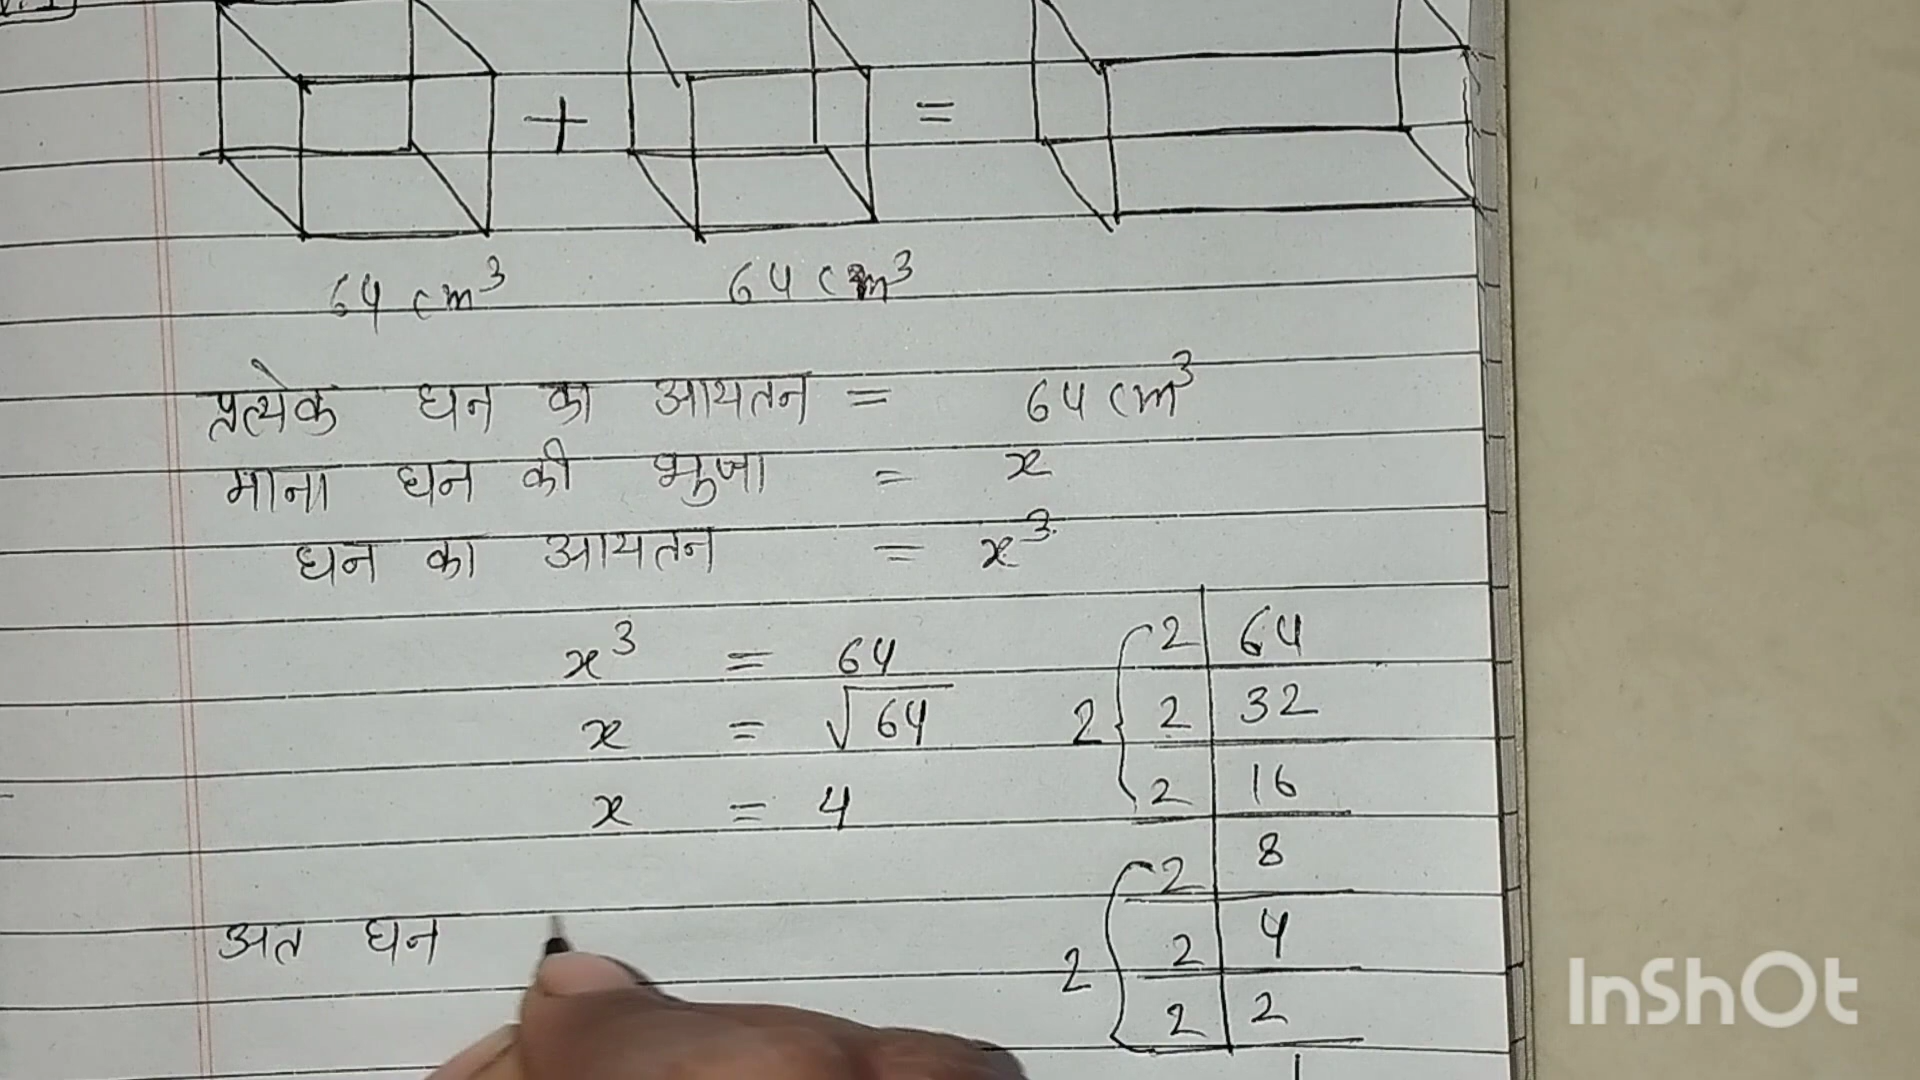 + =
64 cm³ 64 cm³
प्रत्येक घन का आयतन = 64 cm³
माना घन की भुजा = x
घन का आयतन = x³
x³ = 64
x = √64
x = 4
2 | 64
2 | 32
2 | 16
2 | 8
2 | 4
2 | 2
1
2
2
अत घन
InShOt